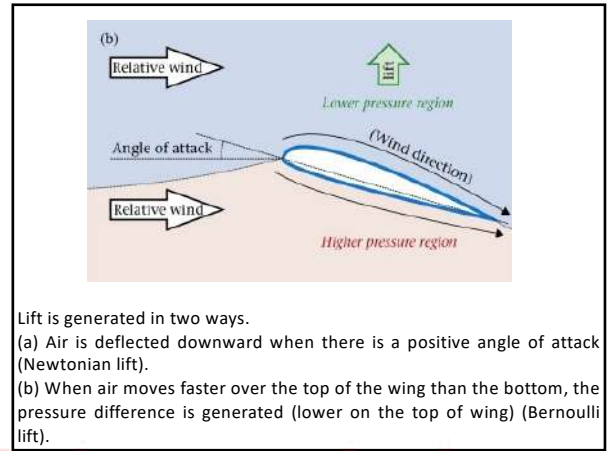 (b)
Relative wind
lift
Lower pressure region
Angle of attack
(Wind direction)
Relative wind
Higher pressure region
Lift is generated in two ways.
(a) Air is deflected downward when there is a positive angle of attack
(Newtonian lift).
(b) When air moves faster over the top of the wing than the bottom, the
pressure difference is generated (lower on the top of wing) (Bernoulli
lift).